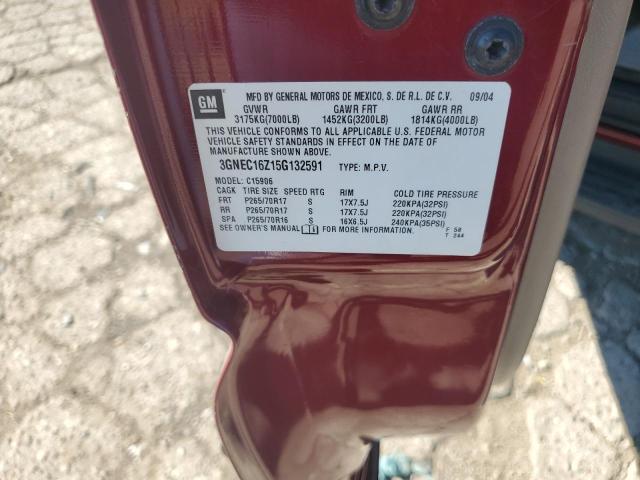 GM
MFD BY GENERAL MOTORS DE MEXICO, S. DE R.L. DE C.V. 09/04
GVWR GAWR FRT GAWR RR
3175KG(7000LB) 1452KG(3200LB) 1814KG(4000LB)
THIS VEHICLE CONFORMS TO ALL APPLICABLE U.S. FEDERAL MOTOR
VEHICLE SAFETY STANDARDS IN EFFECT ON THE DATE OF
MANUFACTURE SHOWN ABOVE.
3GNEC16Z15G132591 TYPE: M.P.V.
MODEL: C15906
CAGK TIRE SIZE SPEED RTG RIM COLD TIRE PRESSURE
FRT P265/70R17 S 17X7.5J 220KPA(32PSI)
RR P265/70R17 S 17X7.5J 220KPA(32PSI)
SPA P265/70R16 S 16X6.5J 240KPA(35PSI)
SEE OWNER'S MANUAL FOR MORE INFORMATION. F 58
T 244